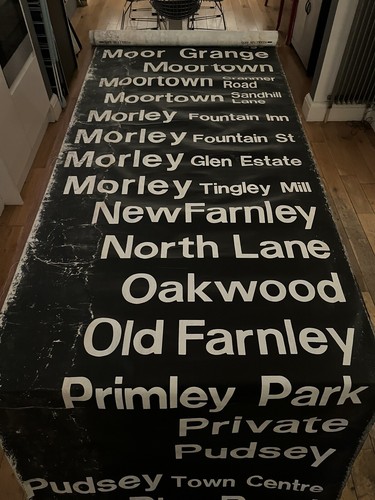 Moor Grange
Moortown
Moortown Cranmer Road
Moortown Sandhill Lane
Morley Fountain Inn
Morley Fountain St
Morley Glen Estate
Morley Tingley Mill
NewFarnley
North Lane
Oakwood
Old Farnley
Primley Park
Private
Pudsey
Pudsey Town Centre